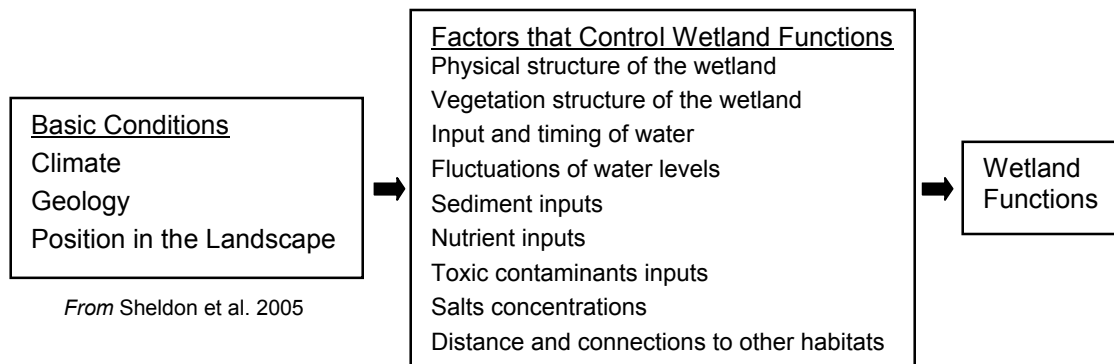 Basic Conditions
Climate
Geology
Position in the Landscape
From Sheldon et al. 2005
Factors that Control Wetland Functions
Physical structure of the wetland
Vegetation structure of the wetland
Input and timing of water
Fluctuations of water levels
Sediment inputs
Nutrient inputs
Toxic contaminants inputs
Salts concentrations
Distance and connections to other habitats
Wetland
Functions